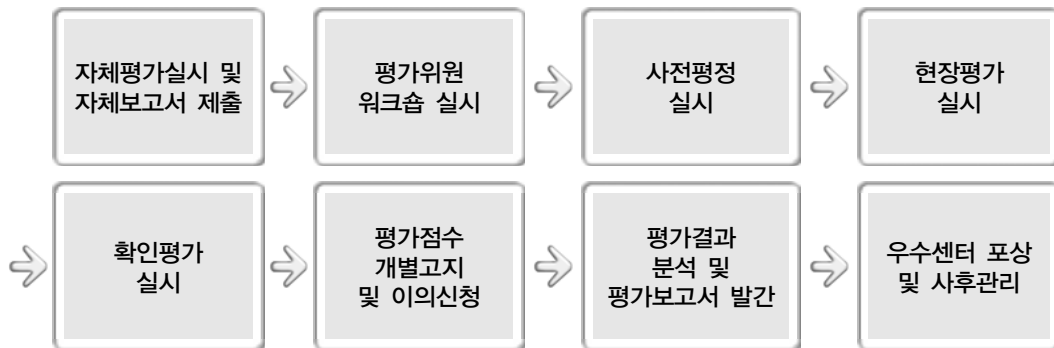 자체평가실시 및
자체보고서 제출
평가위원
워크숍 실시
사전평정
실시
현장평가
실시
확인평가
실시
평가점수
개별고지
및 이의신청
평가결과
분석 및
평가보고서 발간
우수센터 포상
및 사후관리